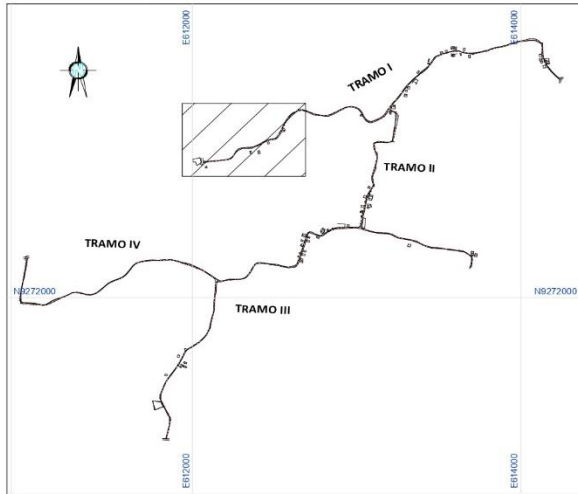 E612000
E614000
TRAMO I
TRAMO II
TRAMO IV
N9272000
N9272000
TRAMO III
E612000
E614000